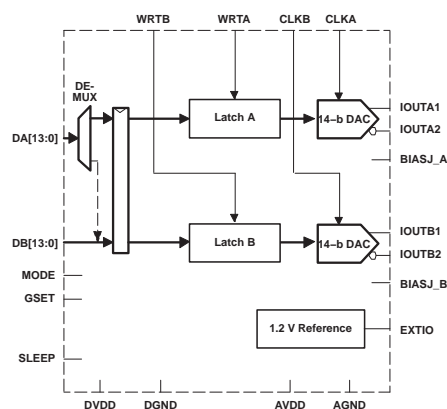 WRTB WRTA CLKB CLKA
DE-
MUX
IOUTA1
DA[13:0]
Latch A
14–b DAC
IOUTA2
BIASJ_A
IOUTB1
DB[13:0]
Latch B
14–b DAC
IOUTB2
MODE
BIASJ_B
GSET
1.2 V Reference
EXTIO
SLEEP
DVDD DGND AVDD AGND